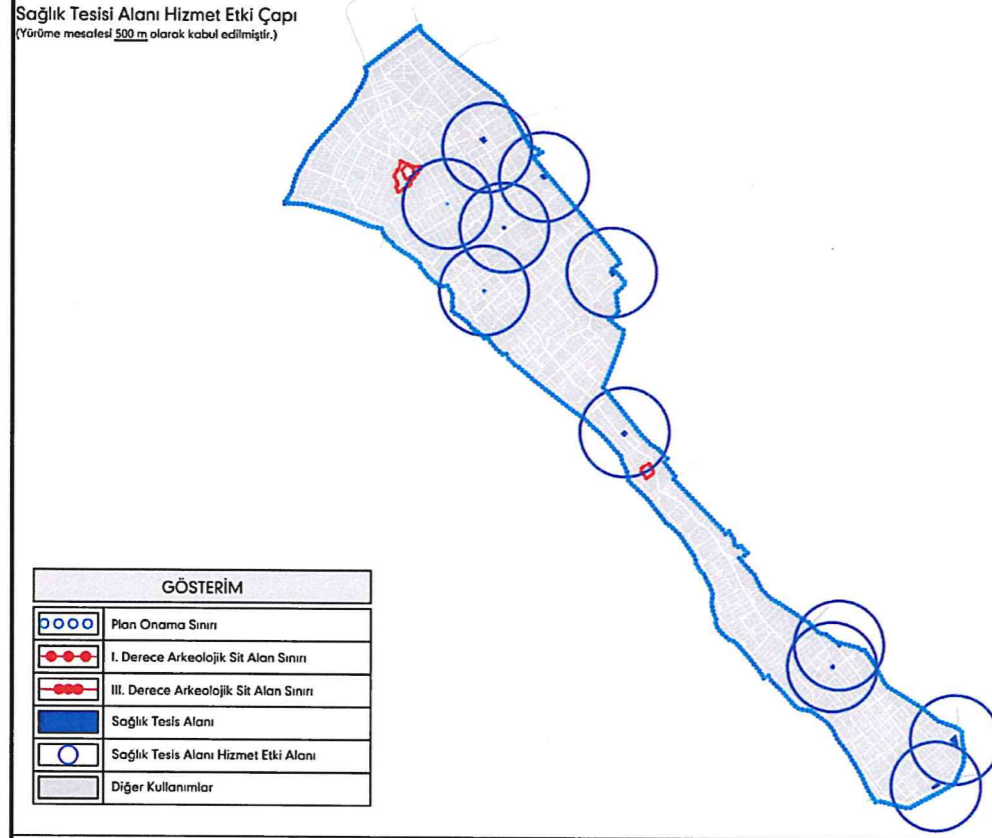 Sağlık Tesisi Alanı Hizmet Etki Çapı
(Yürüme mesafesi 500 m olarak kabul edilmiştir.)
GÖSTERİM
Plan Onama Sınırı
I. Derece Arkeolojik Sit Alan Sınırı
III. Derece Arkeolojik Sit Alan Sınırı
Sağlık Tesis Alanı
Sağlık Tesis Alanı Hizmet Etki Alanı
Diğer Kullanımlar